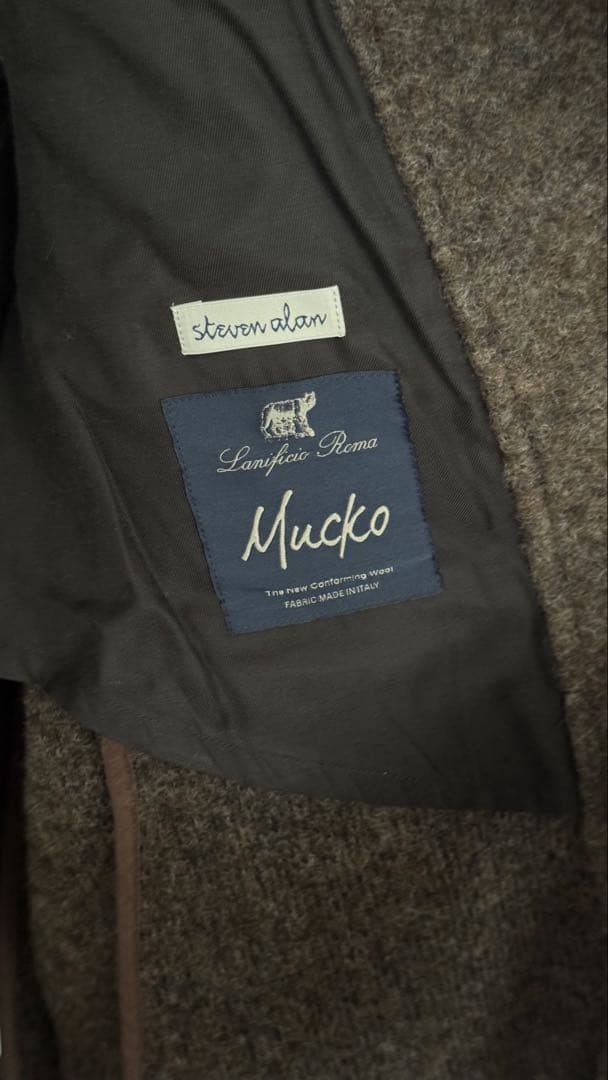 steven alan
Lanificio Roma
Mucko
The New Conforming Wool
FABRIC MADE IN ITALY